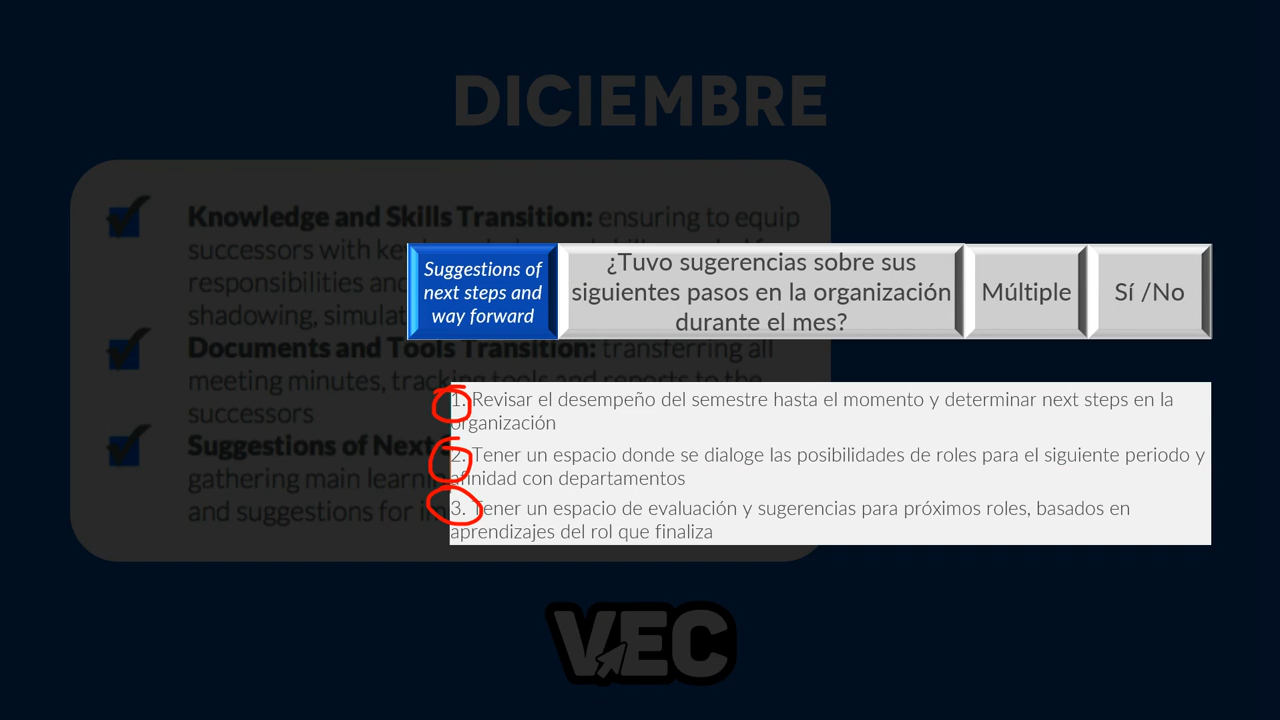 DICIEMBRE
Knowledge and Skills Transition: ensuring to equip
successors with key
responsibilities and
shadowing, simulat
Suggestions of
next steps and
way forward
¿Tuvo sugerencias sobre sus
siguientes pasos en la organización
durante el mes?
Múltiple
Sí /No
Documents and Tools Transition: transferring all
meeting minutes, tracking tools and reports to the
successors
Suggestions of Next
gathering main learnin
and suggestions for im
1. Revisar el desempeño del semestre hasta el momento y determinar next steps en la
organización
2. Tener un espacio donde se dialoge las posibilidades de roles para el siguiente periodo y
afinidad con departamentos
3. Tener un espacio de evaluación y sugerencias para próximos roles, basados en
aprendizajes del rol que finaliza
VEC